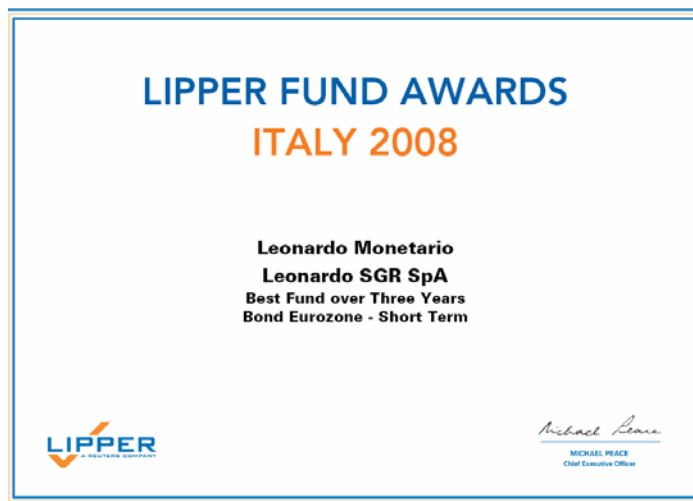 LIPPER FUND AWARDS
ITALY 2008
Leonardo Monetario
Leonardo SGR SpA
Best Fund over Three Years
Bond Eurozone - Short Term
LIPPER
A REUTERS COMPANY
Michael Peace
MICHAEL PEACE
Chief Executive Officer